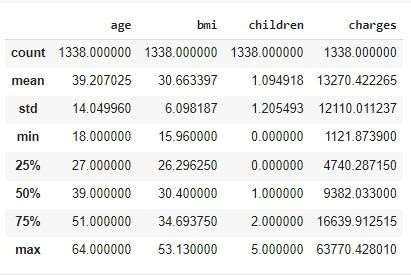 age bmi children charges
count 1338.000000 1338.000000 1338.000000 1338.000000
mean 39.207025 30.663397 1.094918 13270.422265
std 14.049960 6.098187 1.205493 12110.011237
min 18.000000 15.960000 0.000000 1121.873900
25% 27.000000 26.296250 0.000000 4740.287150
50% 39.000000 30.400000 1.000000 9382.033000
75% 51.000000 34.693750 2.000000 16639.912515
max 64.000000 53.130000 5.000000 63770.428010